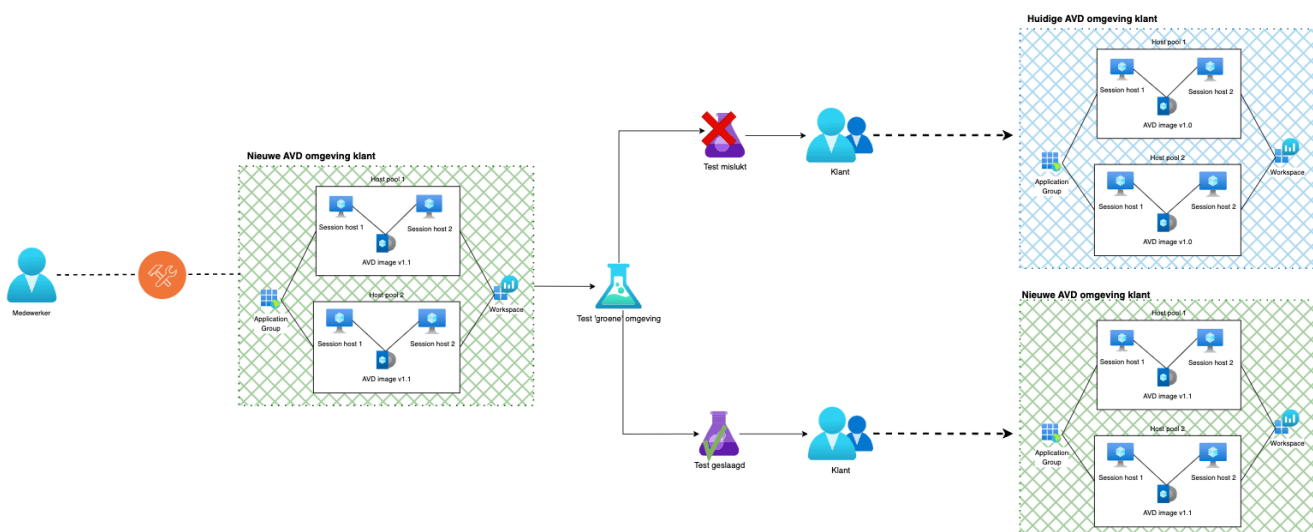 Medewerker
Nieuwe AVD omgeving klant
Host pool 1
Session host 1
Session host 2
AVD image v1.1
Application
Group
Workspace
Host pool 2
Session host 1
Session host 2
AVD image v1.1
Test 'groene' omgeving
Test mislukt
Klant
Huidige AVD omgeving klant
Host pool 1
Session host 1
Session host 2
AVD image v1.0
Application
Group
Workspace
Host pool 2
Session host 1
Session host 2
AVD image v1.0
Test geslaagd
Klant
Nieuwe AVD omgeving klant
Host pool 1
Session host 1
Session host 2
AVD image v1.1
Application
Group
Workspace
Host pool 2
Session host 1
Session host 2
AVD image v1.1